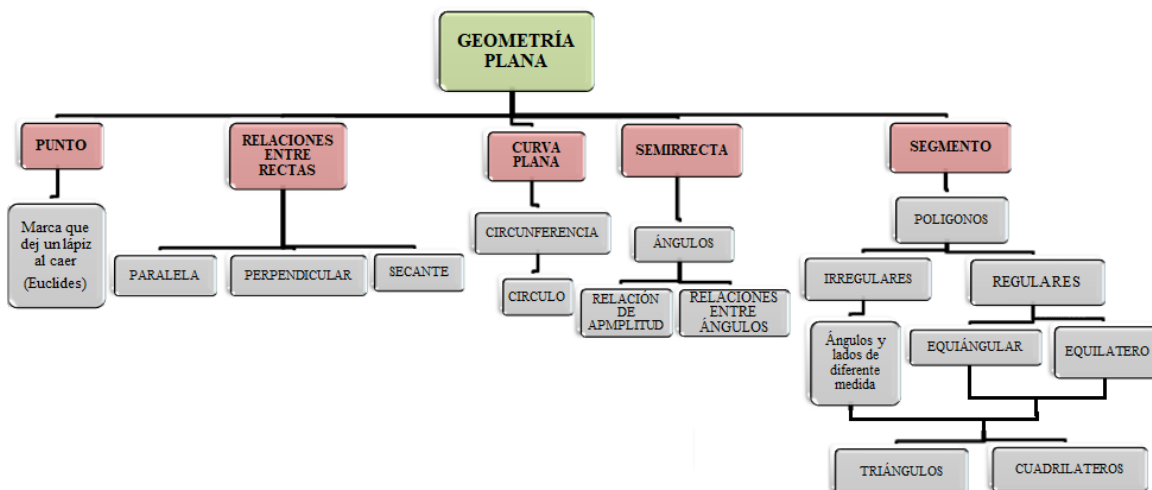 GEOMETRÍA
PLANA
PUNTO
RELACIONES
ENTRE
RECTAS
CURVA
PLANA
SEMIRRECTA
SEGMENTO
Marca que
dej un lápiz
al caer
(Euclides)
PARALELA
PERPENDICULAR
SECANTE
CIRCUNFERENCIA
CIRCULO
ÁNGULOS
RELACIÓN
DE
APMPLITUD
RELACIONES
ENTRE
ÁNGULOS
POLIGONOS
IRREGULARES
REGULARES
Ángulos y
lados de
diferente
medida
EQUIÁNGULAR
EQUILATERO
TRIÁNGULOS
CUADRILATEROS